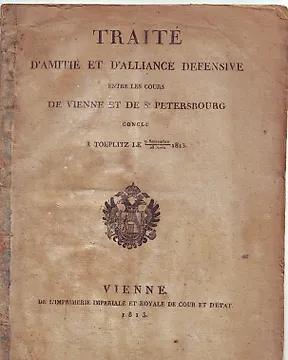 TRAITÉ
D'AMITIÉ ET D'ALLIANCE DEFENSIVE
ENTRE LES COURS
DE VIENNE ET DE St PETERSBOURG
CONCLU
À TOEPLITZ LE 1813.
VIENNE.
DE L'IMPRIMERIE IMPERIALE ET ROYALE DE COUR ET D'ÉTAT.
1813.